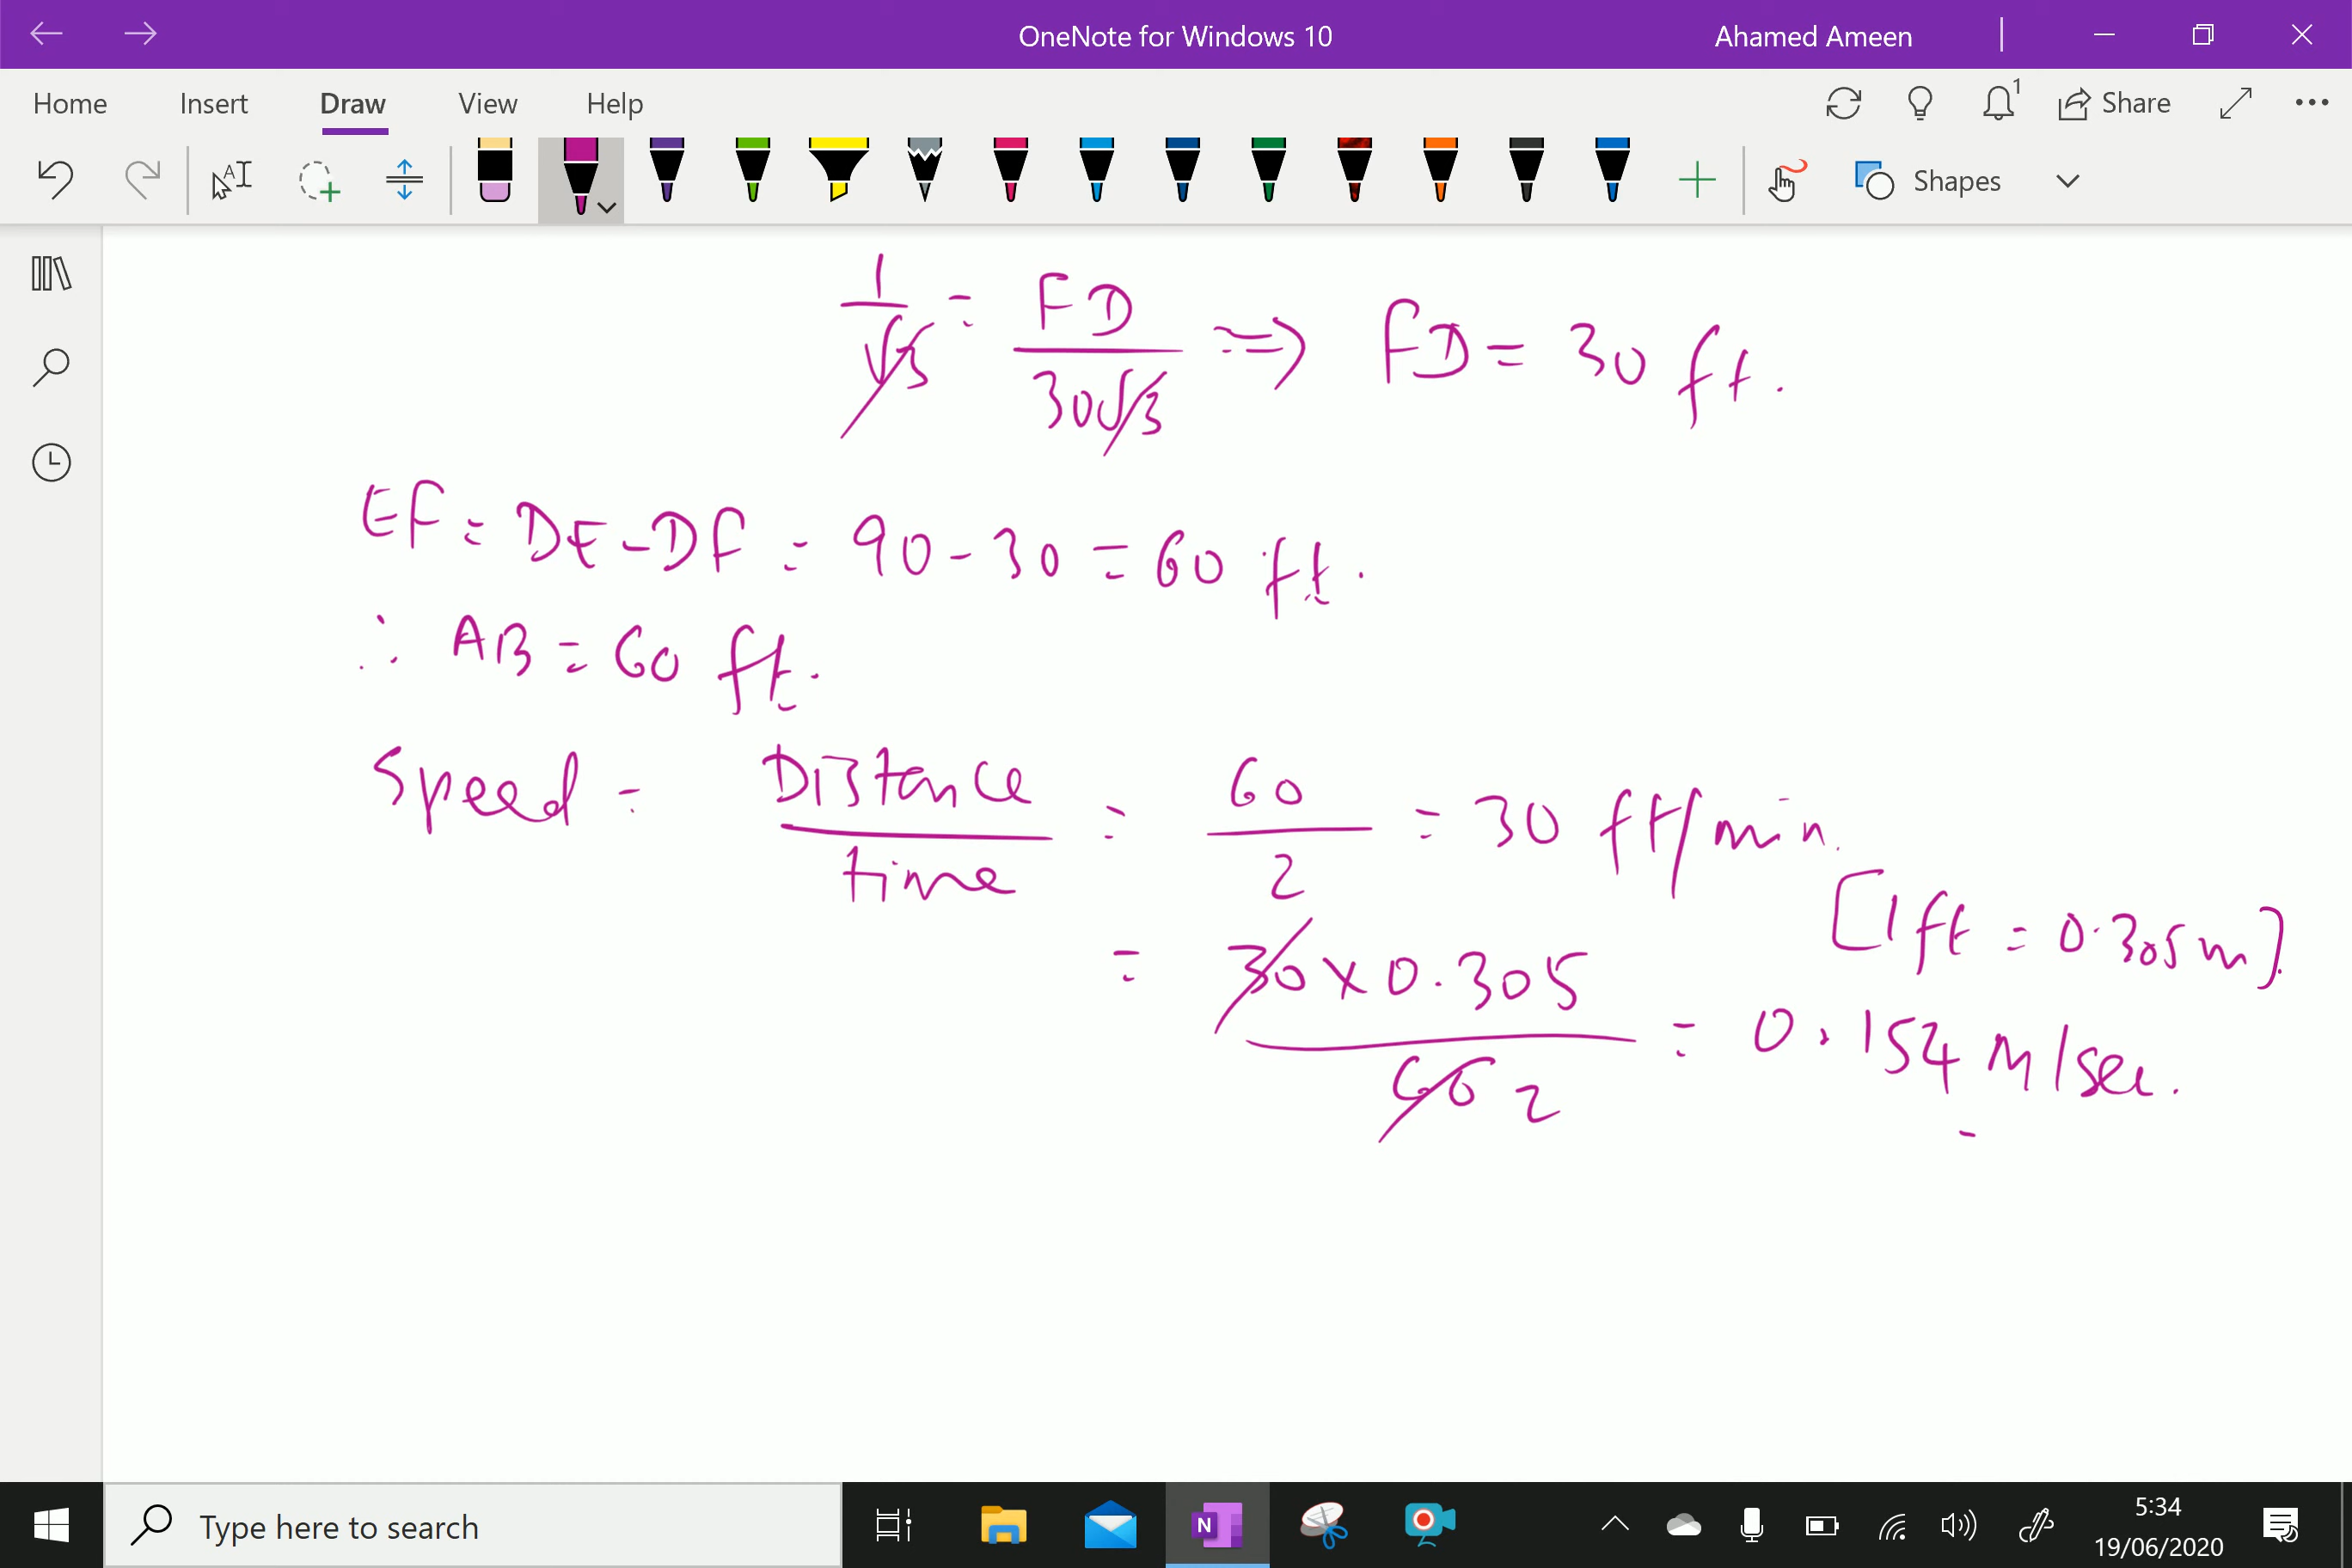 OneNote for Windows 10
Ahamed Ameen
Home Insert Draw View Help
1 Share
Shapes
1/√3 = FD/30√3 ⇒ FD = 30 ft.
EF = DE - DF = 90 - 30 = 60 ft.
∴ AB = 60 ft.
Speed = Distance/time = 60/2 = 30 ft/min.
[1 ft = 0.305 m].
= 30 × 0.305/60 2 = 0.154 m/sec.
Type here to search
N
5:34
19/06/2020